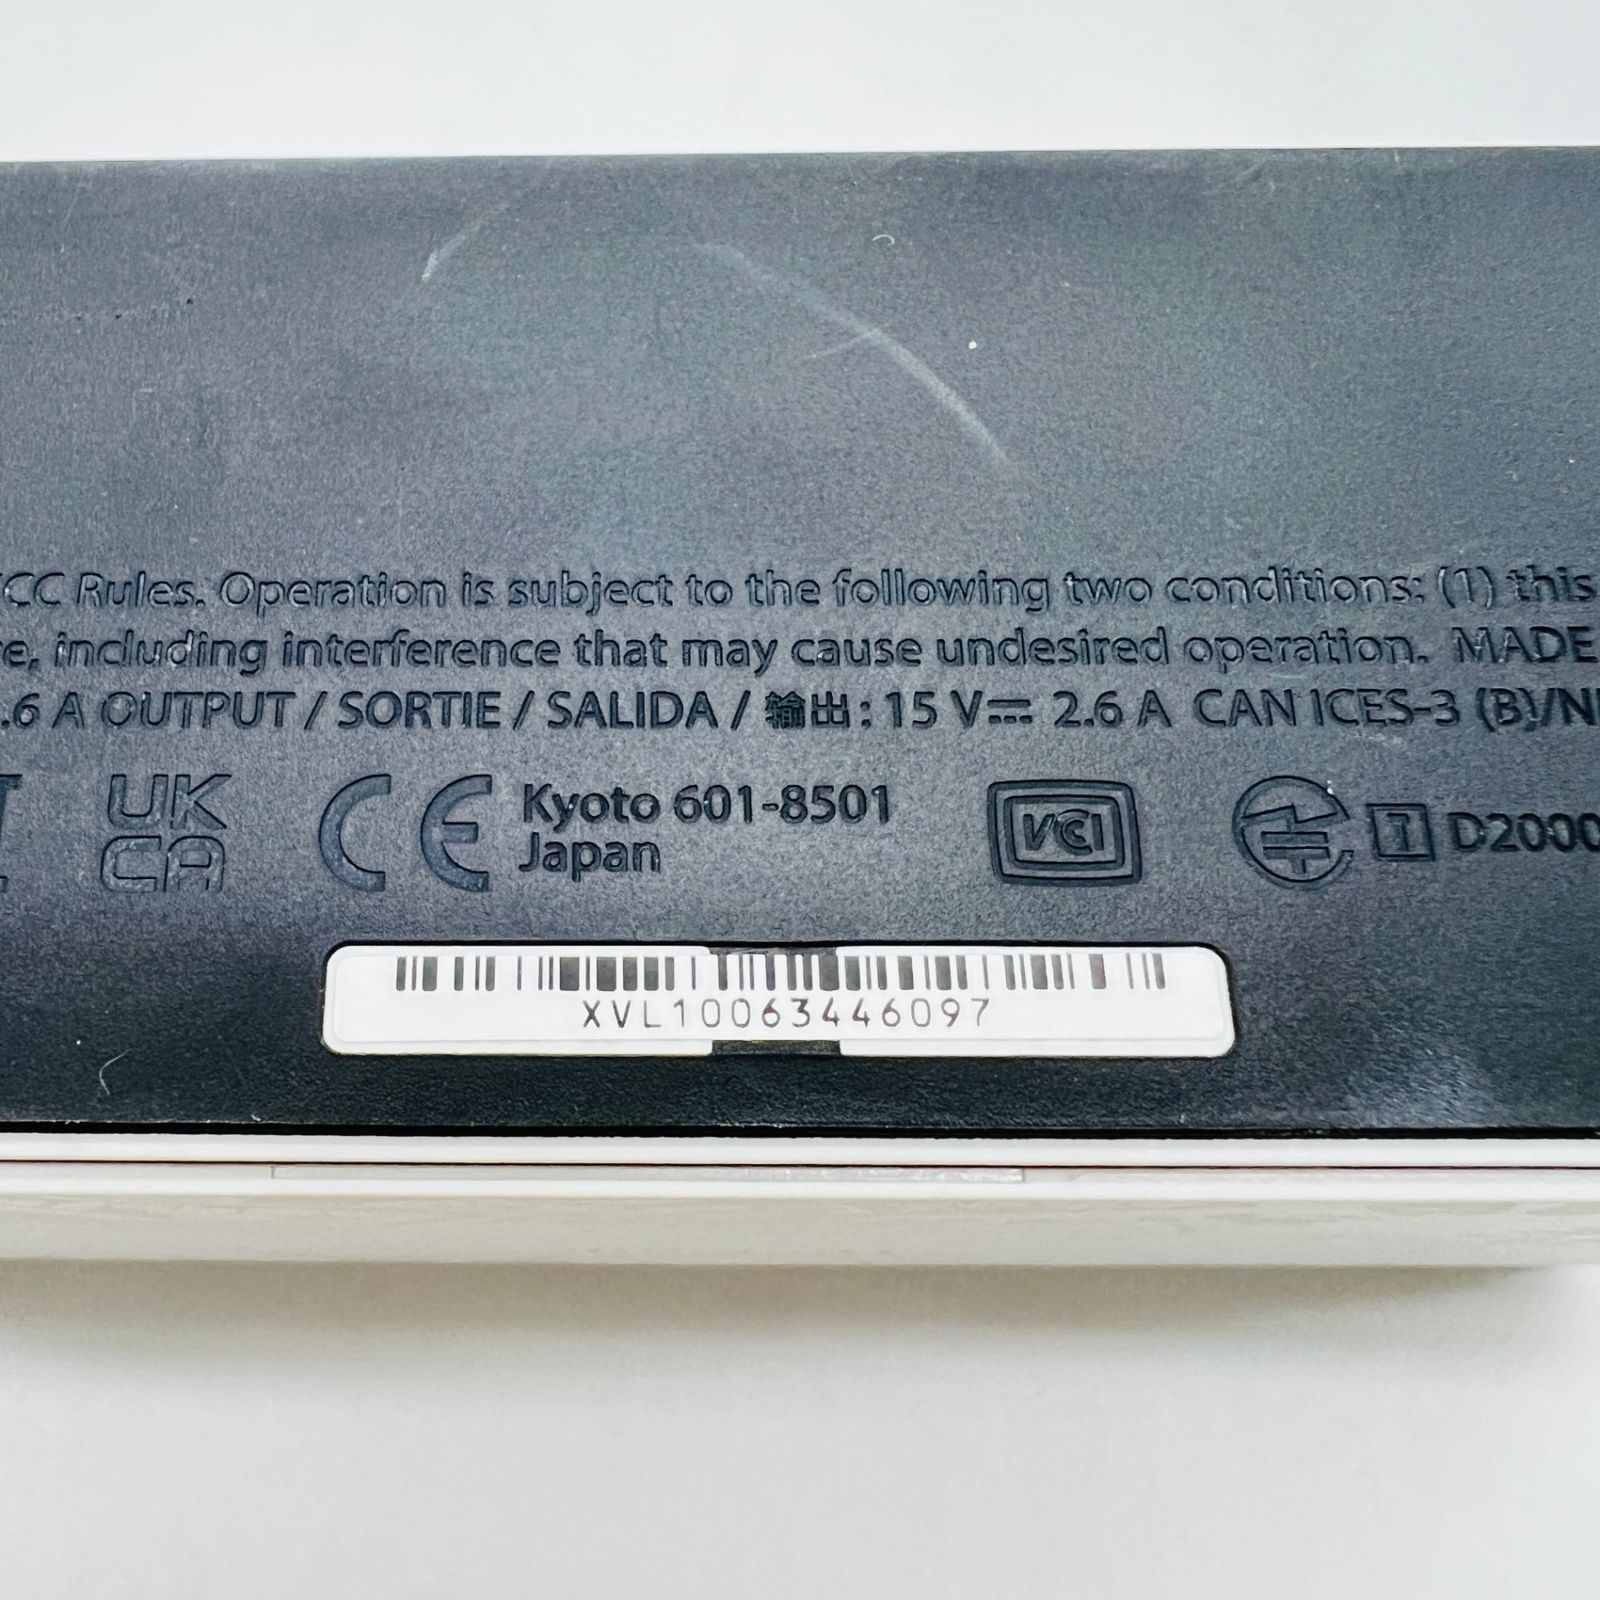 CC Rules. Operation is subject to the following two conditions: (1) this
e, including interference that may cause undesired operation. MADE
.6 A OUTPUT / SORTIE / SALIDA / 输出 : 15 V⎓ 2.6 A CAN ICES-3 (B)/N
UK
CA
CE
Kyoto 601-8501
Japan
VCI
T D2000
XVL10063446097